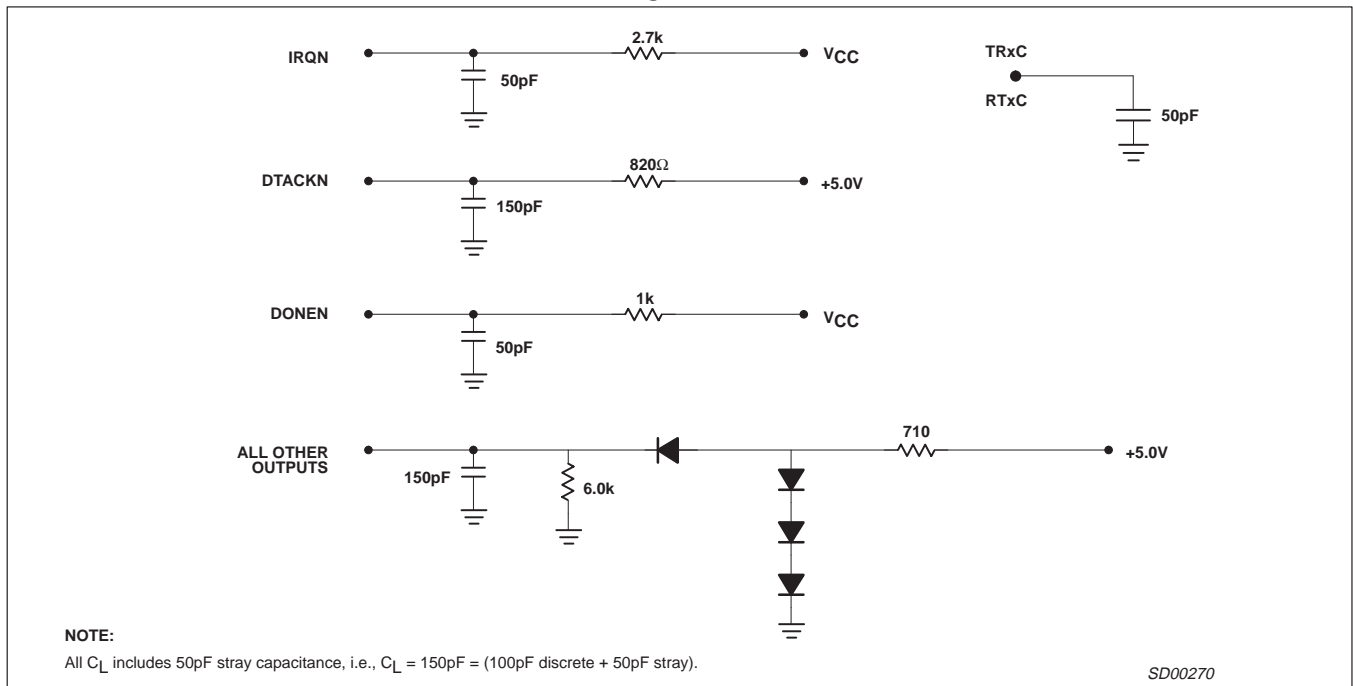 IRQN
2.7k
VCC
50pF
TRxC
RTxC
50pF
DTACKN
820Ω
+5.0V
150pF
DONEN
1k
VCC
50pF
ALL OTHER
OUTPUTS
710
+5.0V
150pF
6.0k
NOTE:
All CL includes 50pF stray capacitance, i.e., CL = 150pF = (100pF discrete + 50pF stray).
SD00270